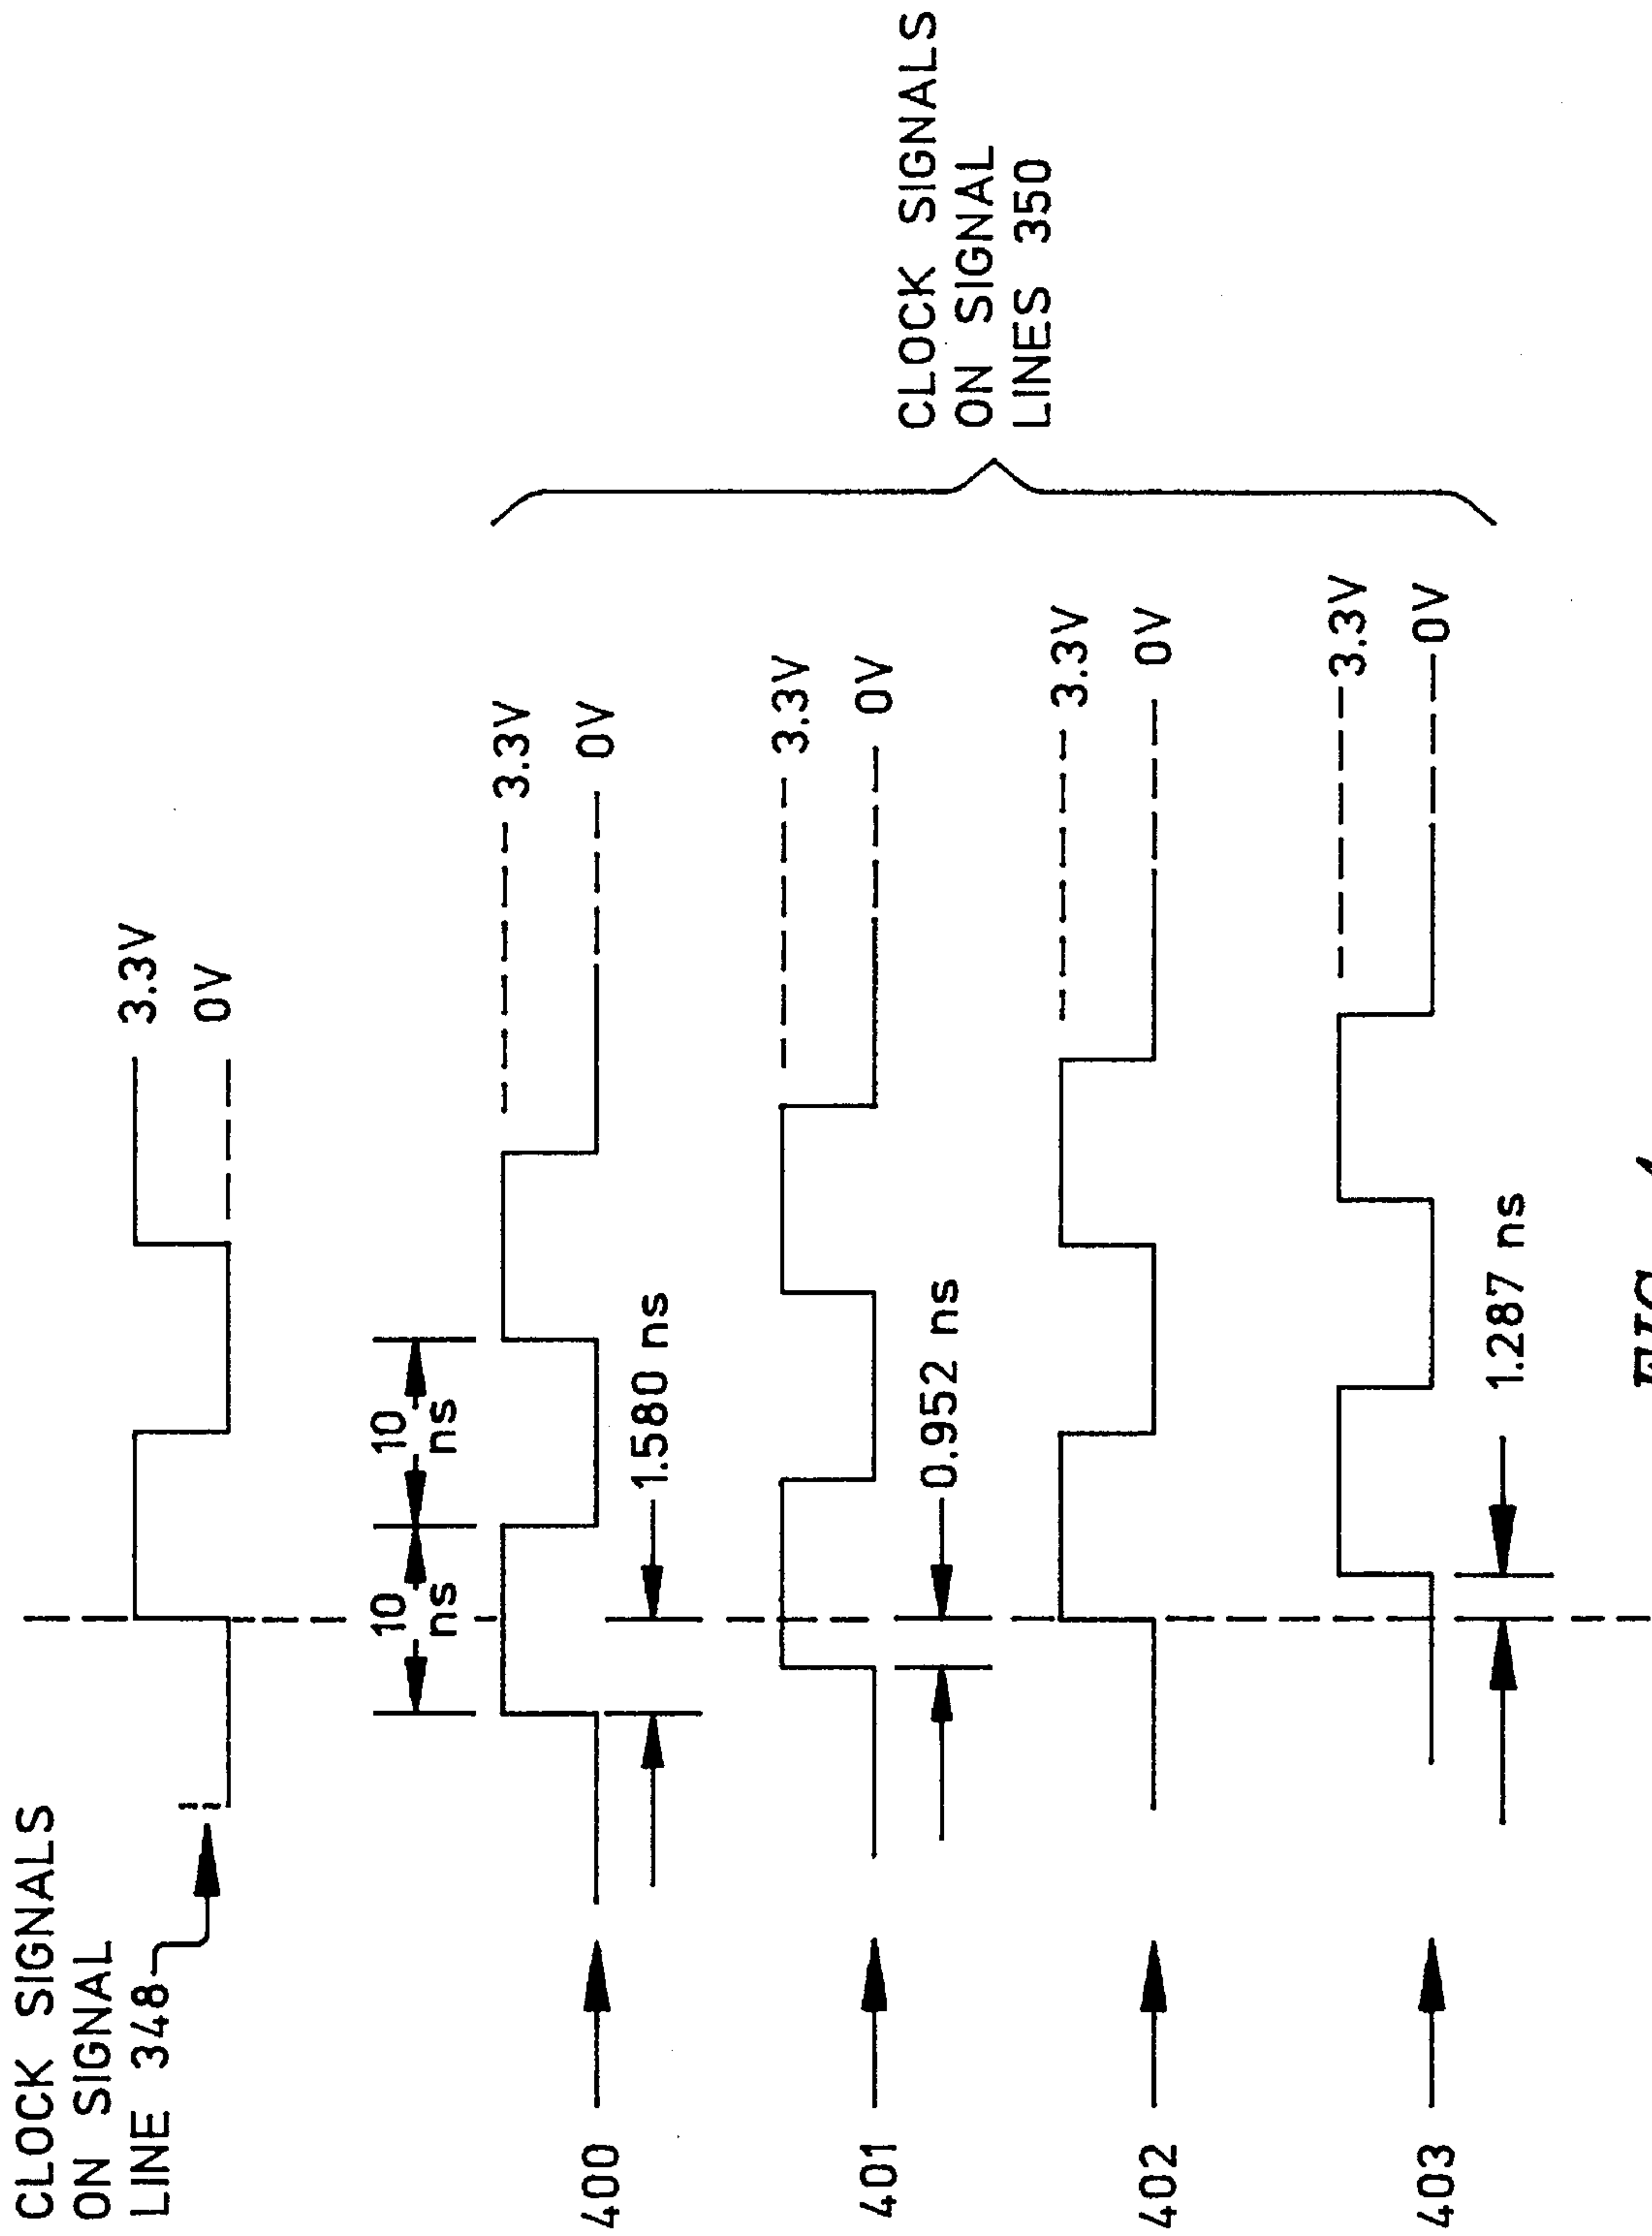 CLOCK SIGNALS
ON SIGNAL
LINE 348
3.3V
0V
10
ns
10
ns
400
3.3V
0V
1.580 ns
401
3.3V
0V
0.952 ns
402
3.3V
0V
403
3.3V
0V
1.287 ns
CLOCK SIGNALS
ON SIGNAL
LINES 350